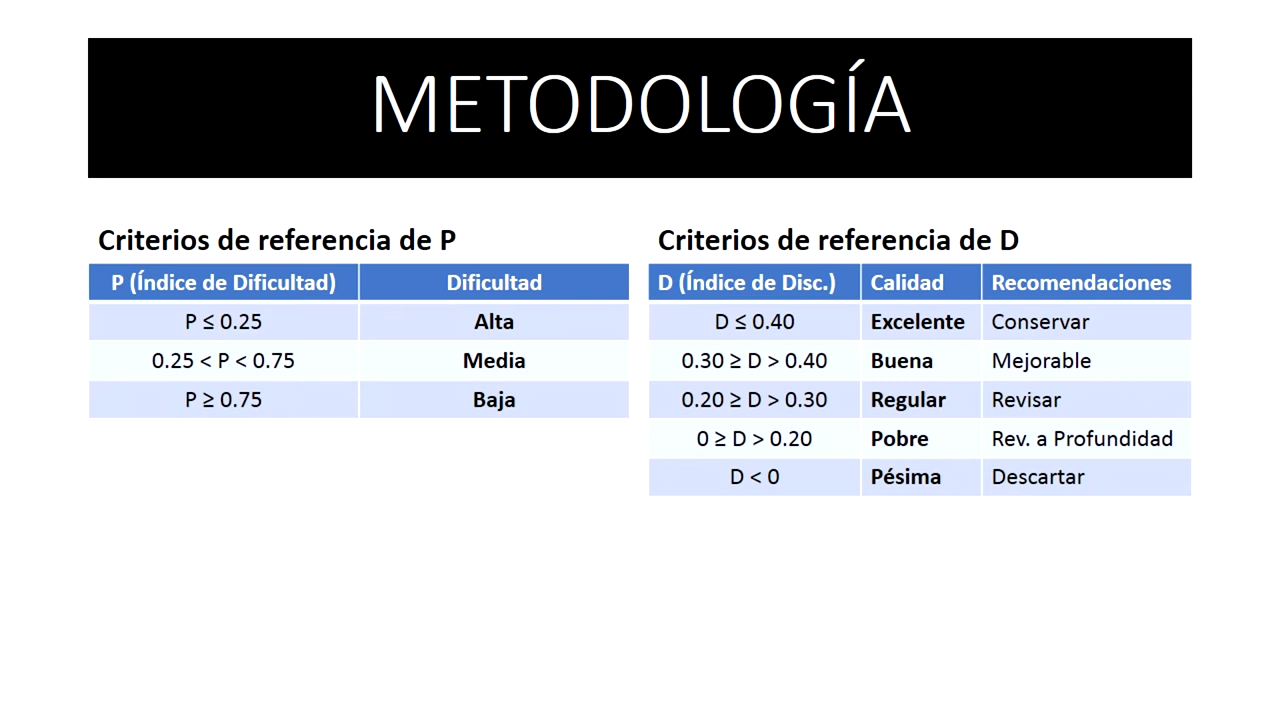 METODOLOGÍA
Criterios de referencia de P
P (Índice de Dificultad) Dificultad
P ≤ 0.25 Alta
0.25 < P < 0.75 Media
P ≥ 0.75 Baja
Criterios de referencia de D
D (Índice de Disc.) Calidad Recomendaciones
D ≤ 0.40 Excelente Conservar
0.30 ≥ D > 0.40 Buena Mejorable
0.20 ≥ D > 0.30 Regular Revisar
0 ≥ D > 0.20 Pobre Rev. a Profundidad
D < 0 Pésima Descartar